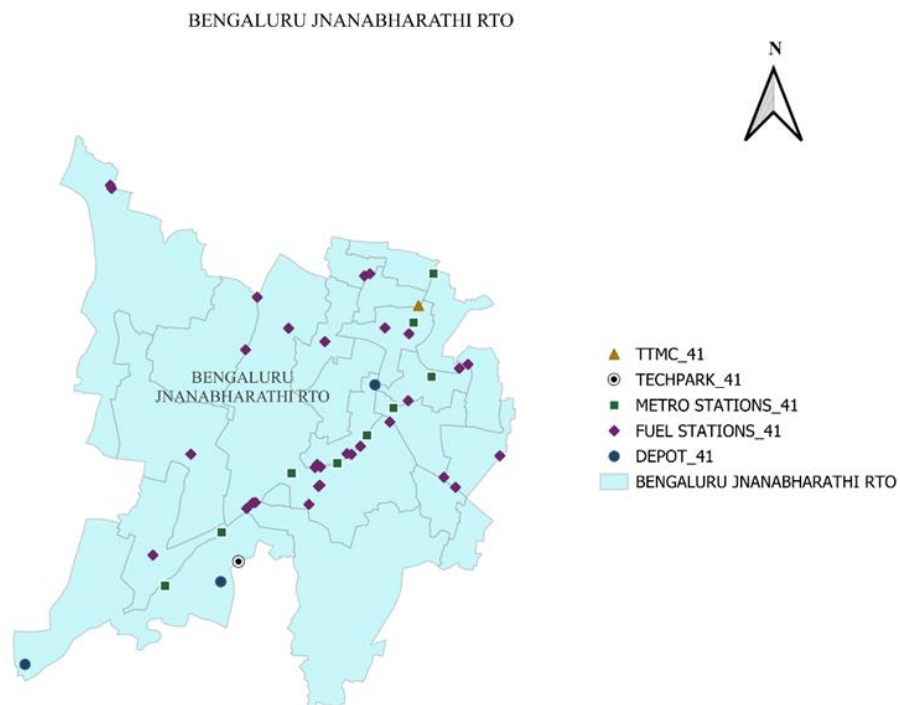 BENGALURU JNANABHARATHI RTO
N
BENGALURU
JNANABHARATHI RTO
TTMC_41
TECHPARK_41
METRO STATIONS_41
FUEL STATIONS_41
DEPOT_41
BENGALURU JNANABHARATHI RTO